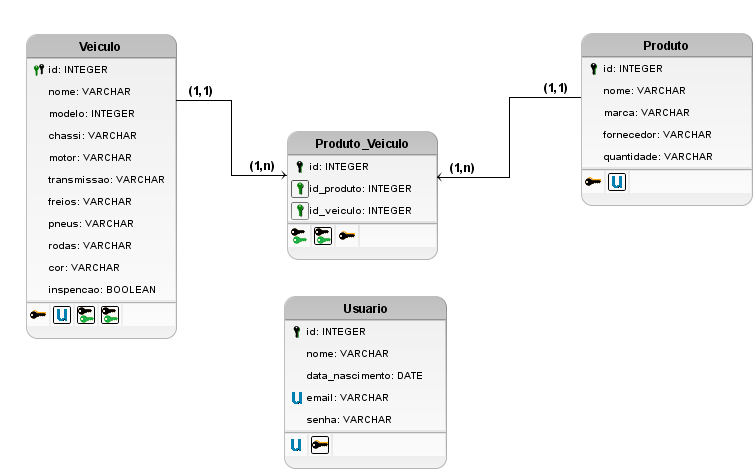 Veiculo
id: INTEGER
nome: VARCHAR
modelo: INTEGER
chassi: VARCHAR
motor: VARCHAR
transmissao: VARCHAR
freios: VARCHAR
pneus: VARCHAR
rodas: VARCHAR
cor: VARCHAR
inspencao: BOOLEAN
(1,1)
(1,n)
Produto_Veiculo
id: INTEGER
id_produto: INTEGER
id_veiculo: INTEGER
(1,n)
(1,1)
Produto
id: INTEGER
nome: VARCHAR
marca: VARCHAR
fornecedor: VARCHAR
quantidade: VARCHAR
Usuario
id: INTEGER
nome: VARCHAR
data_nascimento: DATE
email: VARCHAR
senha: VARCHAR